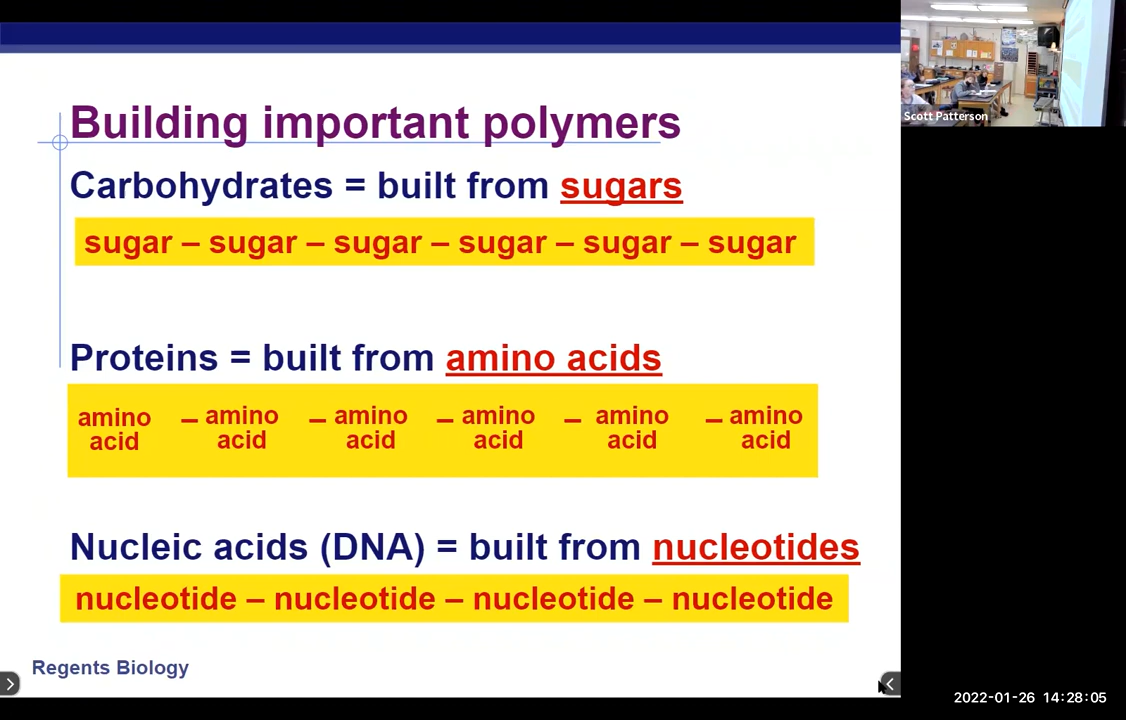 Building important polymers
Carbohydrates = built from sugars
sugar – sugar – sugar – sugar – sugar – sugar
Proteins = built from amino acids
amino acid – amino acid – amino acid – amino acid – amino acid – amino acid
Nucleic acids (DNA) = built from nucleotides
nucleotide – nucleotide – nucleotide – nucleotide
Regents Biology
Scott Patterson
2022-01-26 14:28:05